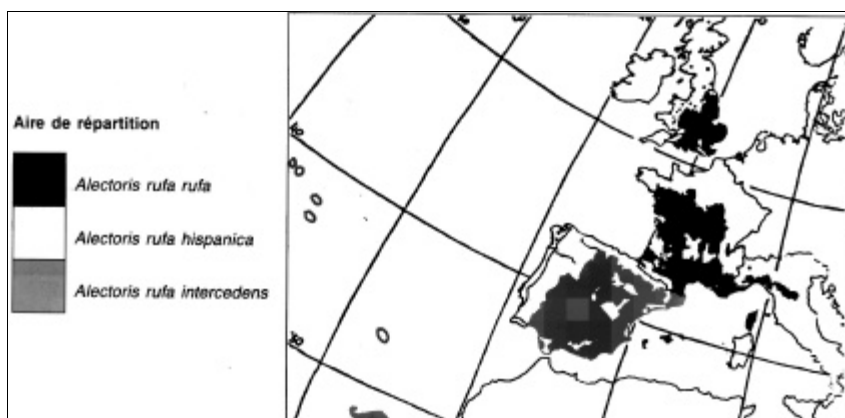 Aire de répartition
Alectoris rufa rufa
Alectoris rufa hispanica
Alectoris rufa intercedens